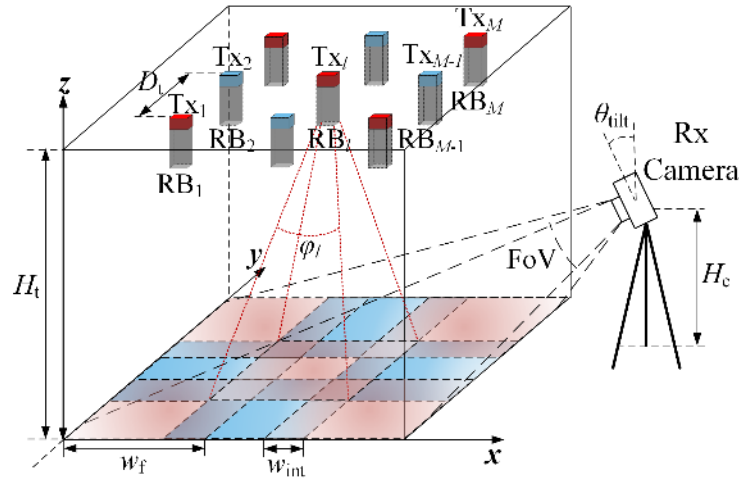 Tx_M
Tx_2
Tx_l
Tx_{M-1}
z
D_t
Tx_1
RB_M
θ_tilt
Rx
Camera
RB_2
RB_l
RB_{M-1}
RB_1
φ_l
y
FoV
H_t
H_c
w_f
w_int
x